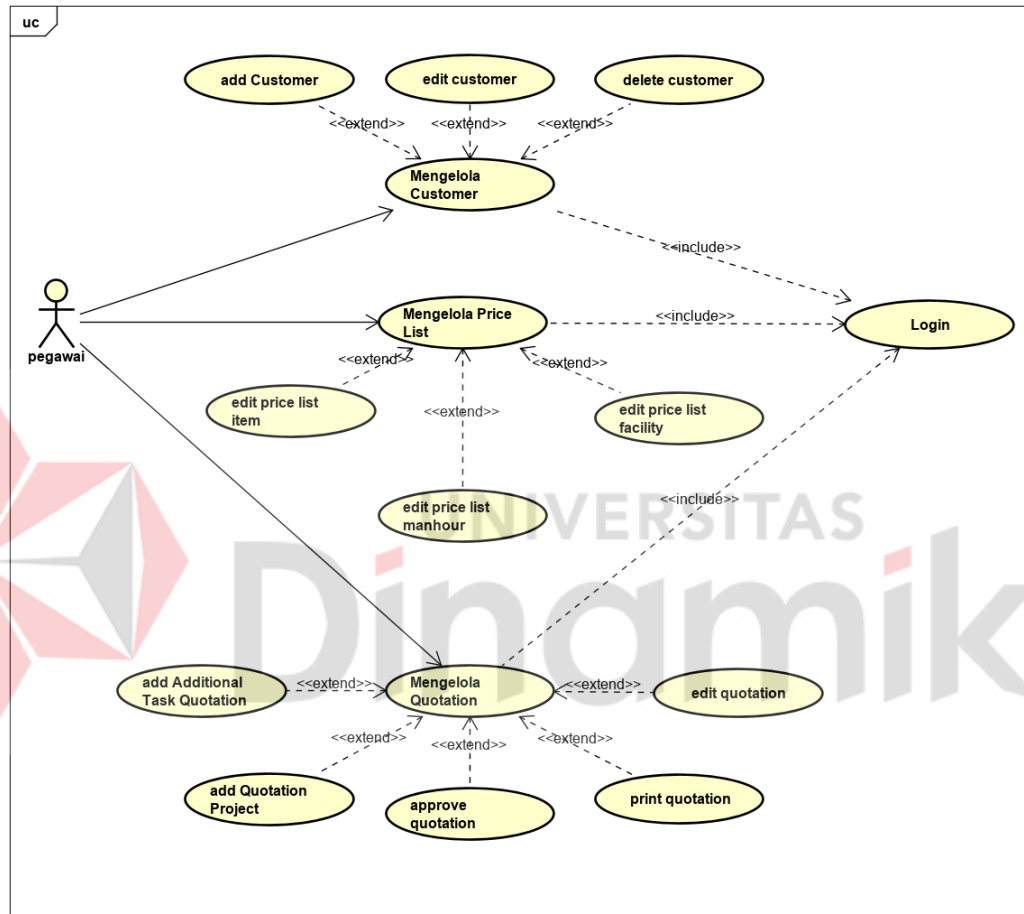 uc
add Customer
edit customer
delete customer
<<extend>>
<<extend>>
<<extend>>
Mengelola
Customer
<<include>>
pegawai
Mengelola Price
List
<<include>>
Login
<<extend>>
<<extend>>
<<extend>>
edit price list
item
edit price list
facility
edit price list
manhour
<<include>>
UNIVERSITAS
Dinamik
add Additional
Task Quotation
<<extend>>
Mengelola
Quotation
<<extend>>
edit quotation
<<extend>>
<<extend>>
<<extend>>
add Quotation
Project
approve
quotation
print quotation